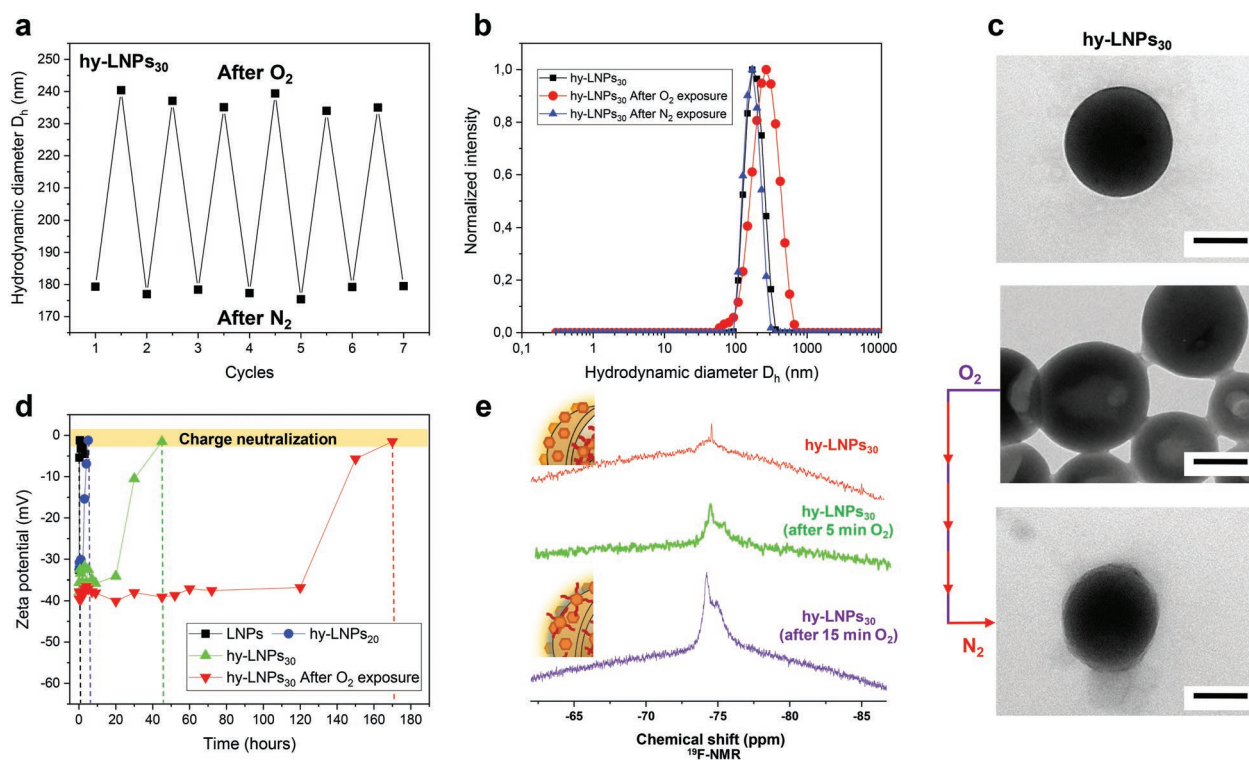 a
hy-LNPs30
After O2
After N2
Hydrodynamic diameter Dh (nm)
250
240
230
220
210
200
190
180
170
1 2 3 4 5 6 7
Cycles
b
hy-LNPs30
hy-LNPs30 After O2 exposure
hy-LNPs30 After N2 exposure
Normalized intensity
1,0
0,8
0,6
0,4
0,2
0,0
0,1 1 10 100 1000 10000
Hydrodynamic diameter Dh (nm)
c
hy-LNPs30
O2
N2
d
Charge neutralization
Zeta potential (mV)
0
-10
-20
-30
-40
-50
-60
LNPs hy-LNPs20
hy-LNPs30
hy-LNPs30 After O2 exposure
0 20 40 60 80 100 120 140 160 180
Time (hours)
e
hy-LNPs30
hy-LNPs30
(after 5 min O2)
hy-LNPs30
(after 15 min O2)
-65 -70 -75 -80 -85
Chemical shift (ppm)
19F-NMR